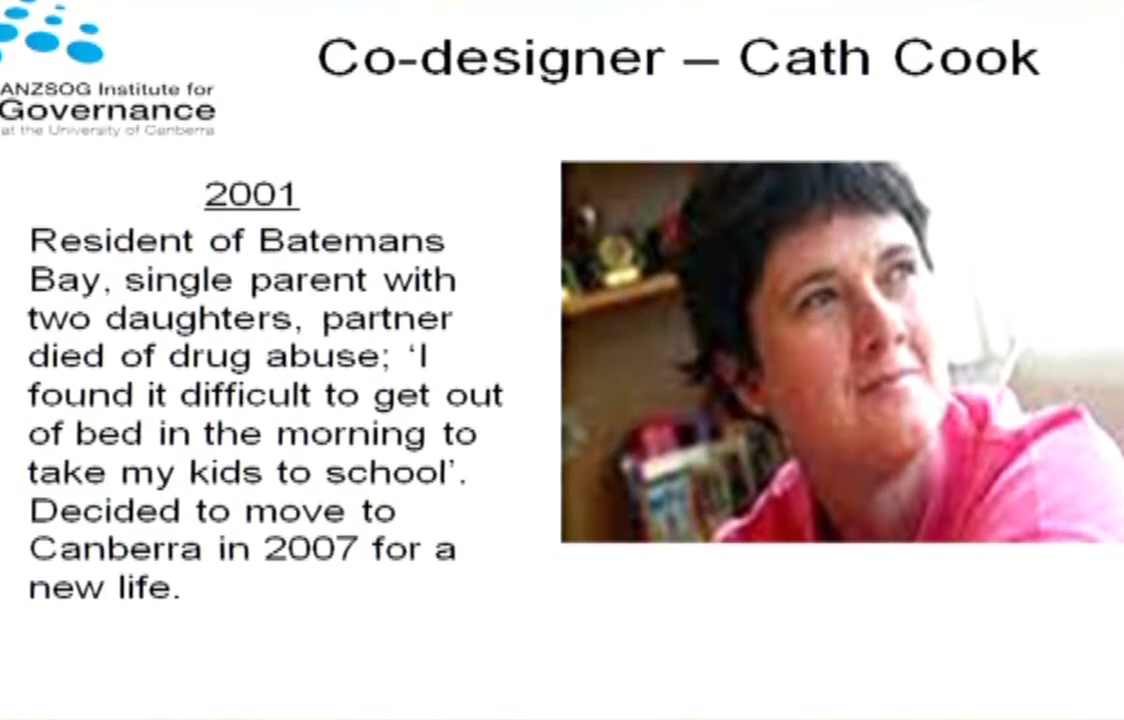 Co-designer – Cath Cook
ANZSOG Institute for
Governance
at the University of Canberra
2001
Resident of Batemans
Bay, single parent with
two daughters, partner
died of drug abuse; ‘I
found it difficult to get out
of bed in the morning to
take my kids to school’.
Decided to move to
Canberra in 2007 for a
new life.